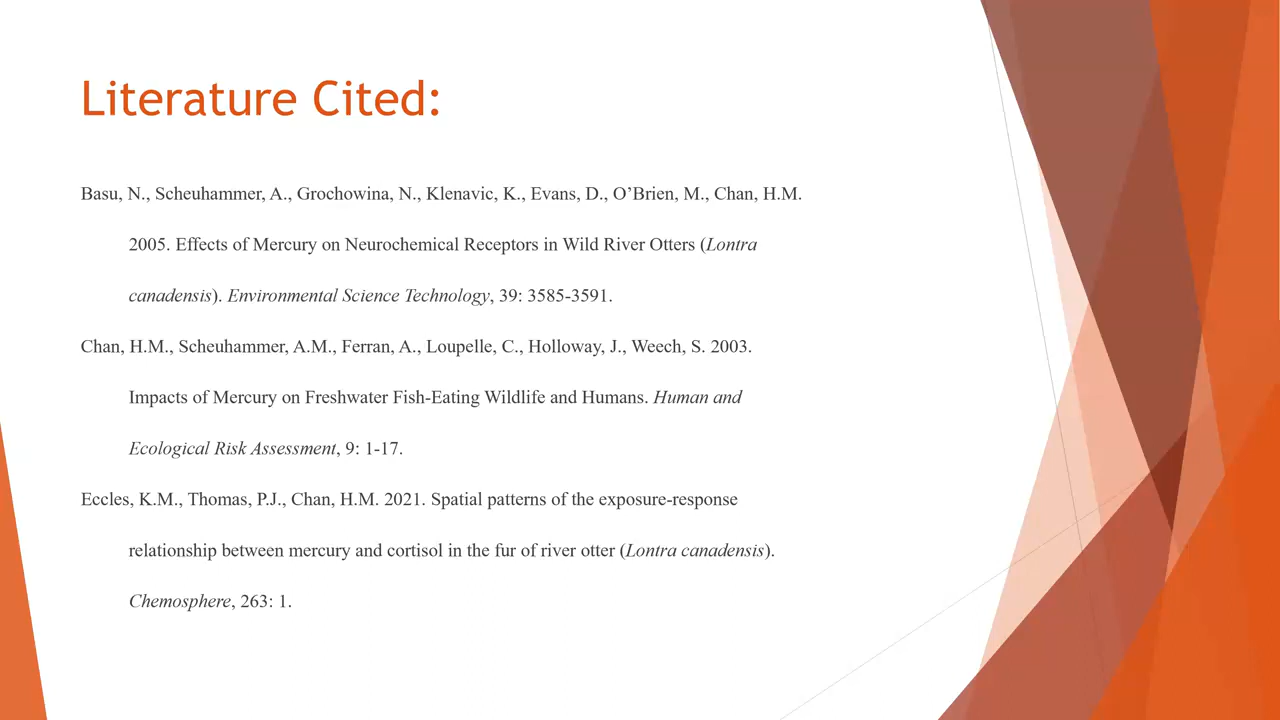 Literature Cited:
Basu, N., Scheuhammer, A., Grochowina, N., Klenavic, K., Evans, D., O’Brien, M., Chan, H.M.
2005. Effects of Mercury on Neurochemical Receptors in Wild River Otters (Lontra
canadensis). Environmental Science Technology, 39: 3585-3591.
Chan, H.M., Scheuhammer, A.M., Ferran, A., Loupelle, C., Holloway, J., Weech, S. 2003.
Impacts of Mercury on Freshwater Fish-Eating Wildlife and Humans. Human and
Ecological Risk Assessment, 9: 1-17.
Eccles, K.M., Thomas, P.J., Chan, H.M. 2021. Spatial patterns of the exposure-response
relationship between mercury and cortisol in the fur of river otter (Lontra canadensis).
Chemosphere, 263: 1.